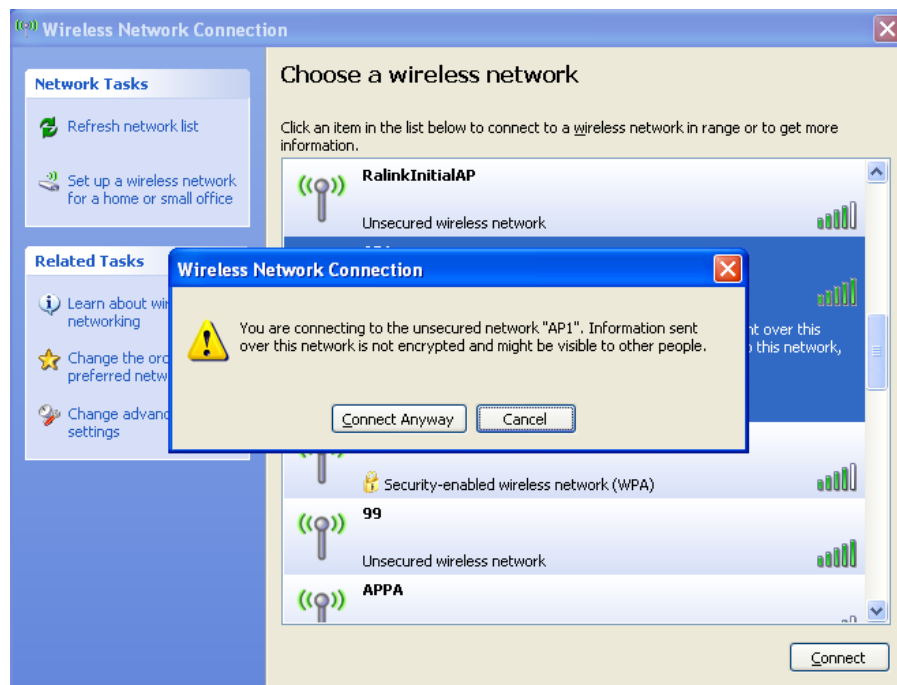 Wireless Network Connection
Network Tasks
Refresh network list
Set up a wireless network
for a home or small office
Related Tasks
Learn about
networking
Change the
preferred
Change
settings
Choose a wireless network
Click an item in the list below to connect to a wireless network in range or to get more
information.
RalinkInitialAP
Unsecured wireless network
over this
this network,
Wireless Network Connection
You are connecting to the unsecured network "AP1". Information sent
over this network is not encrypted and might be visible to other people.
Connect Anyway
Cancel
Security-enabled wireless network (WPA)
99
Unsecured wireless network
APPA
Connect